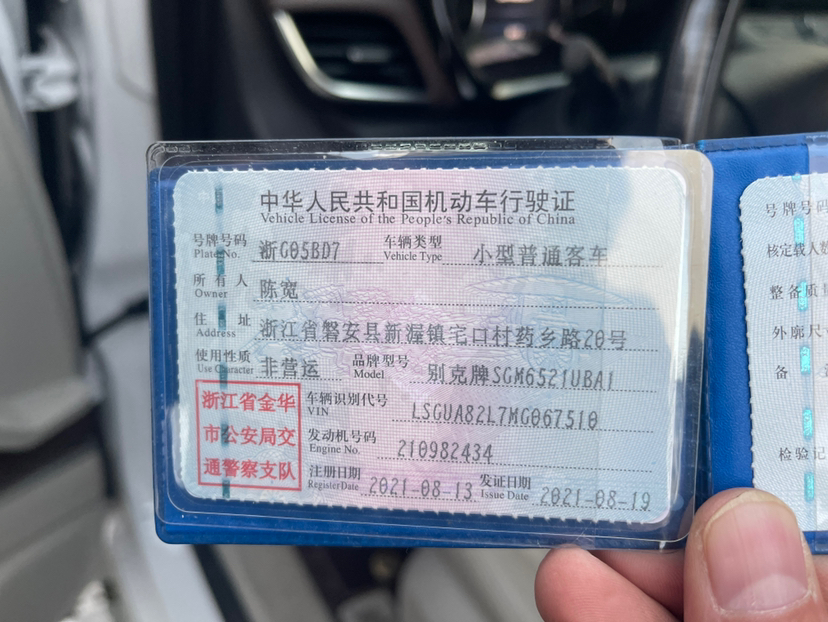 中华人民共和国机动车行驶证
Vehicle License of the People's Republic of China
号牌号码 Plate No. 浙G05BD7 车辆类型 Vehicle Type 小型普通客车
所有人 Owner 陈宽
住址 Address 浙江省磐安县新渥镇宅口村药乡路20号
使用性质 Use Character 非营运 品牌型号 Model 别克牌SGM6521UBA1
浙江省金华
市公安局交
通警察支队
车辆识别代号 VIN LSGUA82L7MG067510
发动机号码 Engine No. 210982434
注册日期 Register Date 2021-08-13 发证日期 Issue Date 2021-08-19
号牌号码
核定载人数
整备质量
外廓尺寸
备
检验记